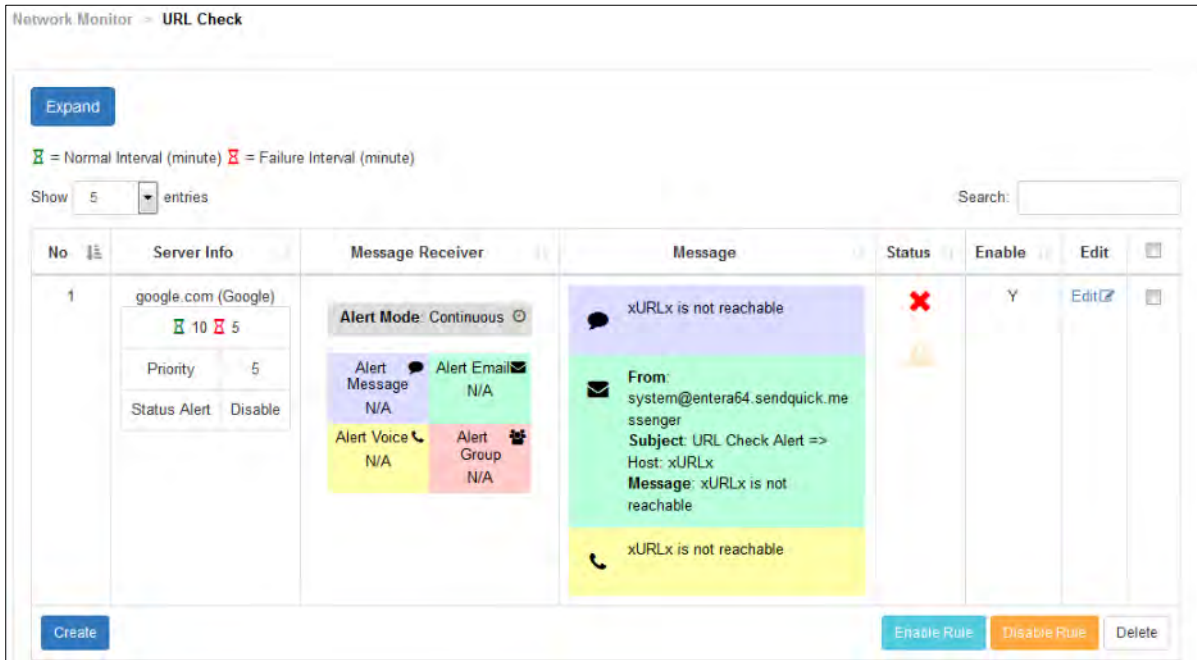 Network Monitor > URL Check
Expand
= Normal Interval (minute) = Failure Interval (minute)
Show 5 entries
Search:
No Server Info Message Receiver Message Status Enable Edit
1
google.com (Google)
10 5
Priority 5
Status Alert Disable
Alert Mode: Continuous
Alert
Message
N/A
Alert Email
N/A
Alert Voice
N/A
Alert
Group
N/A
xURLx is not reachable
From:
system@entera64.sendquick.me
ssenger
Subject: URL Check Alert =>
Host: xURLx
Message: xURLx is not
reachable
xURLx is not reachable
Y
Edit
Create
Enable Rule Disable Rule Delete